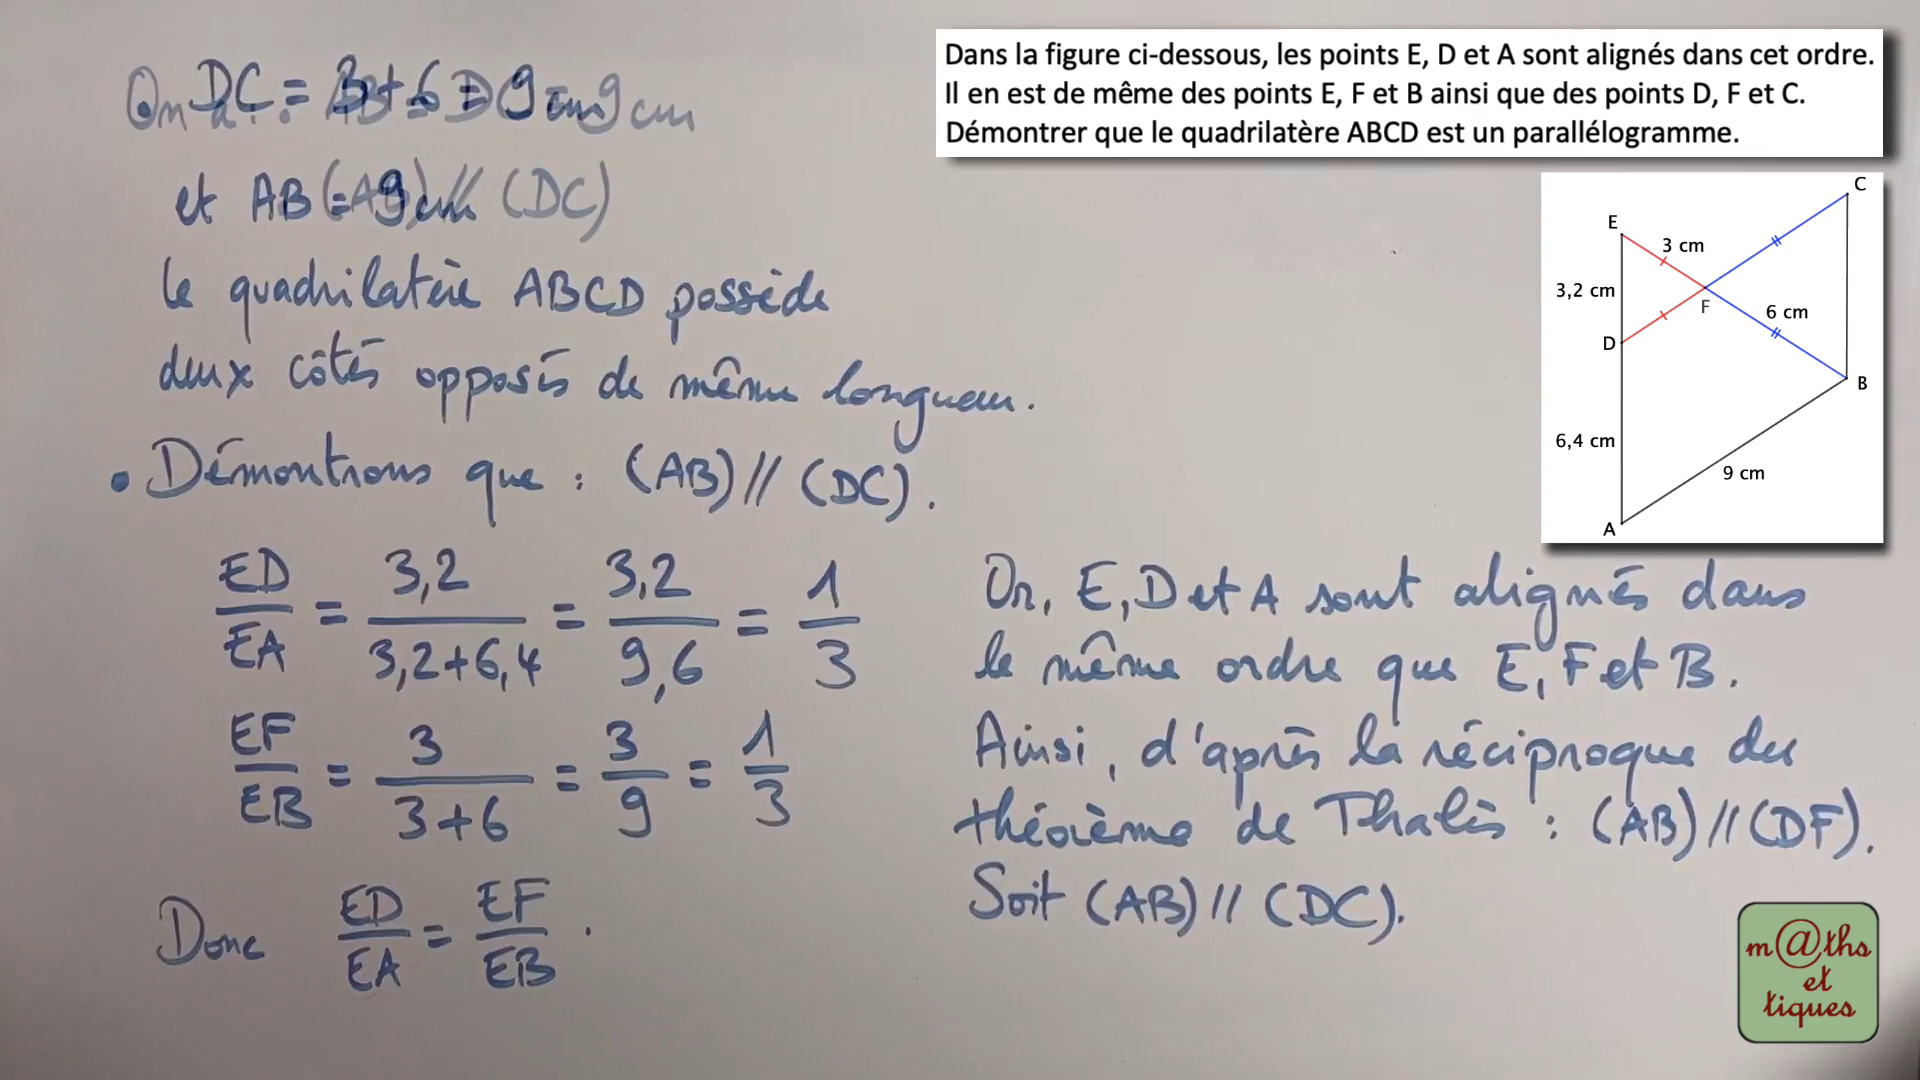 Dans la figure ci-dessous, les points E, D et A sont alignés dans cet ordre.
Il en est de même des points E, F et B ainsi que des points D, F et C.
Démontrer que le quadrilatère ABCD est un parallélogramme.
On a : DC = 3+6 = 9 cm
et AB = 9 cm
(AB) // (DC)
le quadrilatère ABCD possède
deux côtés opposés de même longueur.
• Démontrons que : (AB) // (DC).
ED/EA = 3,2/3,2+6,4 = 3,2/9,6 = 1/3
EF/EB = 3/3+6 = 3/9 = 1/3
Donc ED/EA = EF/EB .
C
E
3 cm
3,2 cm
F
6 cm
D
B
6,4 cm
9 cm
A
Or, E, D et A sont alignés dans
le même ordre que E, F et B.
Ainsi, d'après la réciproque du
théorème de Thalès : (AB) // (DF).
Soit (AB) // (DC).
m@ths
et
tiques